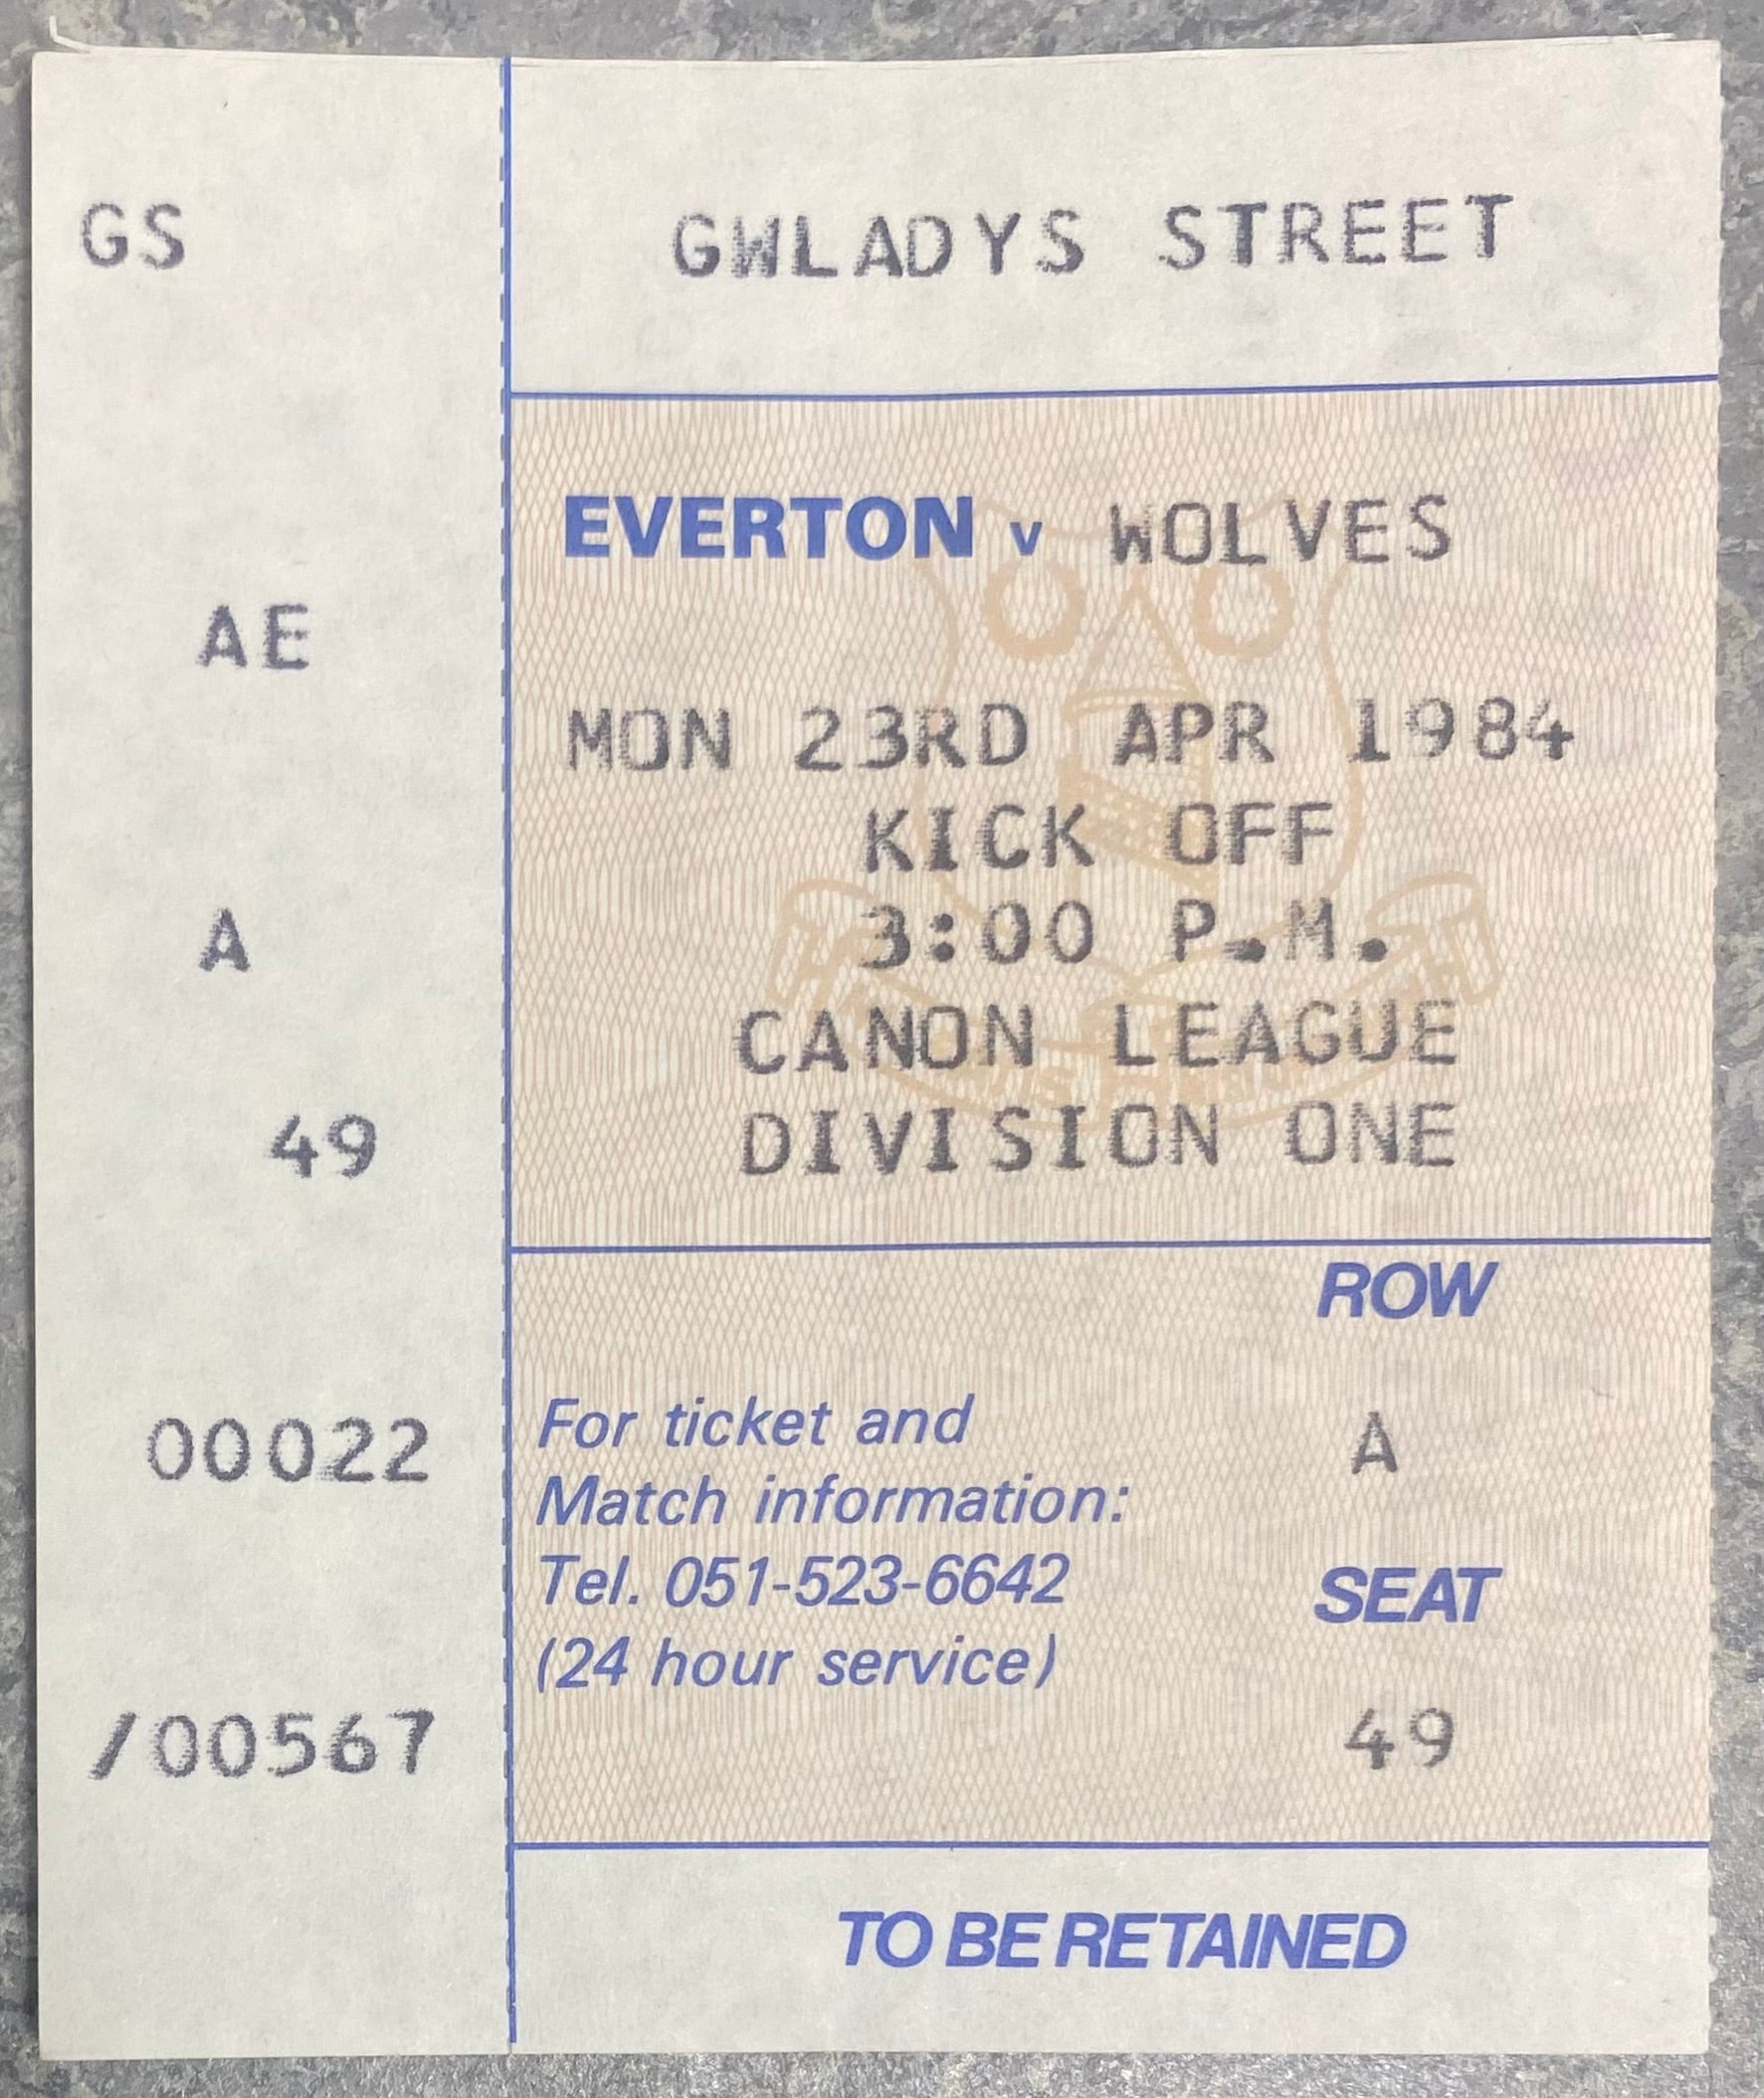 GS
AE
A
49
00022
/00567
GWLADYS STREET
EVERTON v WOLVES
MON 23RD APR 1984
KICK OFF
3:00 P.M.
CANON LEAGUE
DIVISION ONE
For ticket and
Match information:
Tel. 051-523-6642
(24 hour service)
ROW
A
SEAT
49
TO BE RETAINED